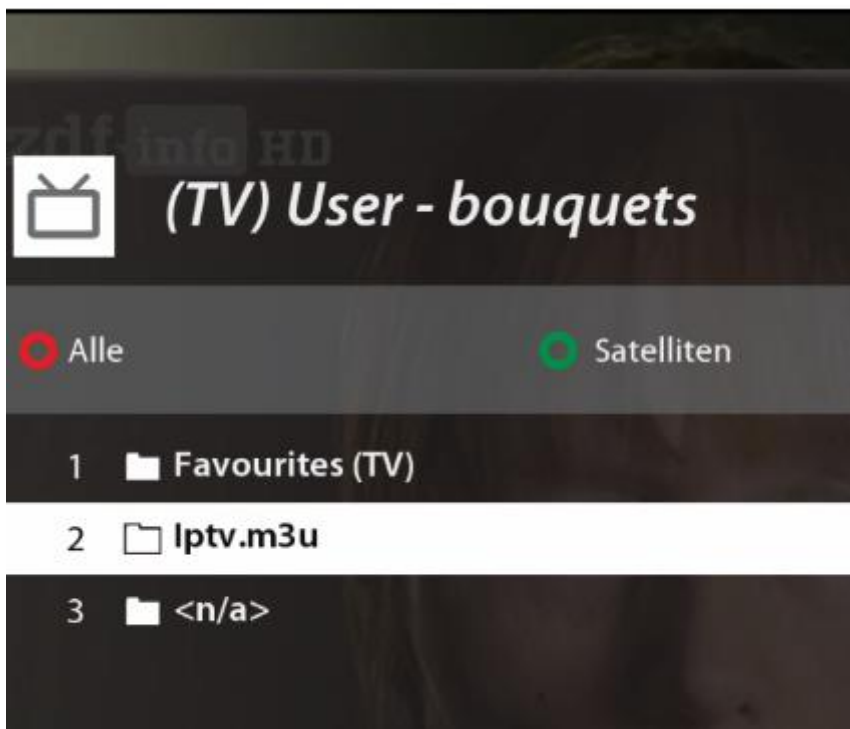 zdf info HD
(TV) User - bouquets
Alle Satelliten
1 Favourites (TV)
2 Iptv.m3u
3 <n/a>